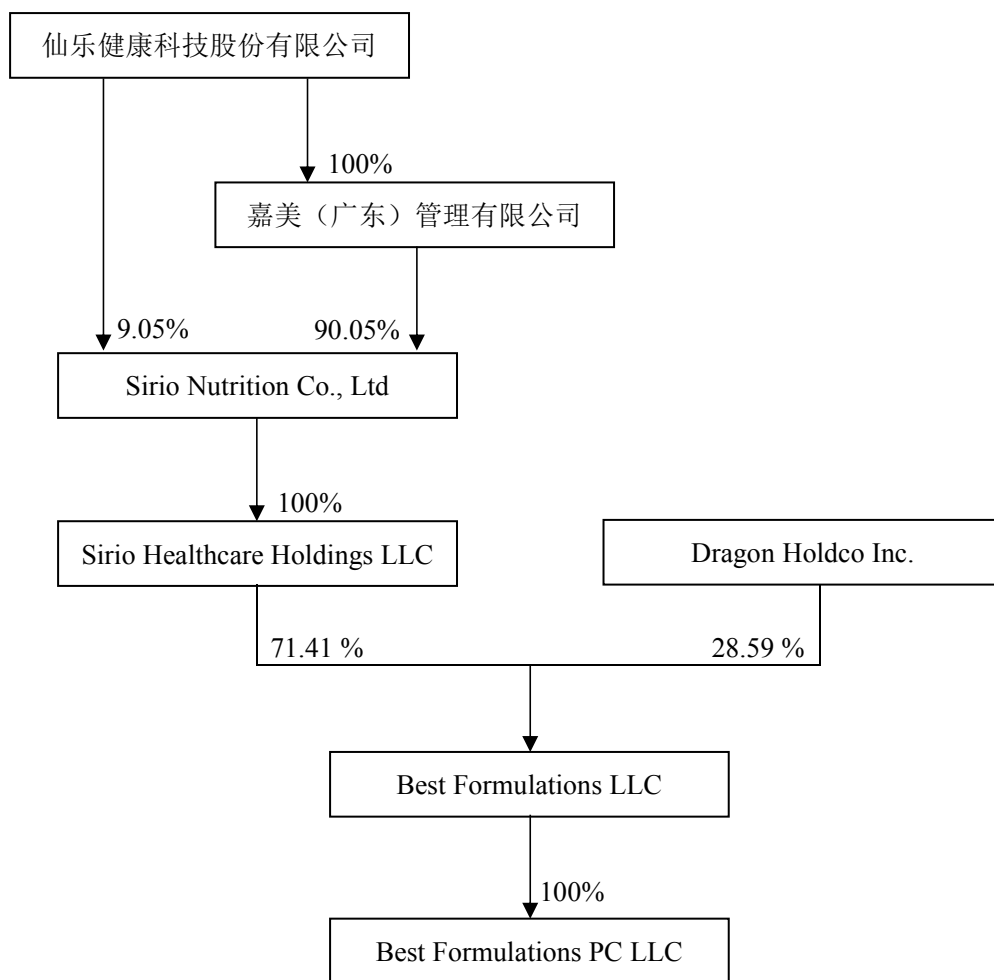 仙乐健康科技股份有限公司
100%
嘉美（广东）管理有限公司
9.05%
90.05%
Sirio Nutrition Co., Ltd
100%
Sirio Healthcare Holdings LLC
Dragon Holdco Inc.
71.41 %
28.59 %
Best Formulations LLC
100%
Best Formulations PC LLC